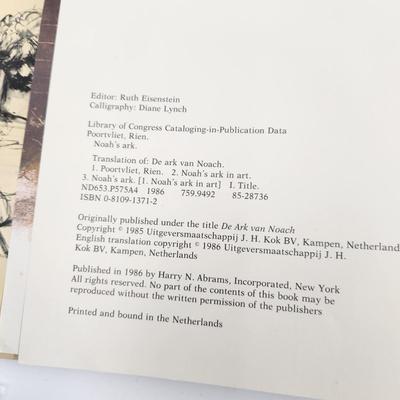 Editor: Ruth Eisenstein
Calligraphy: Diane Lynch
Library of Congress Cataloging-in-Publication Data
Poortvliet, Rien.
Noah's ark.
Translation of: De ark van Noach.
1. Poortvliet, Rien. 2. Noah's ark in art.
3. Noah's ark. [1. Noah's ark in art] I. Title.
ND653.P575A4 1986 759.9492 85-28736
ISBN 0-8109-1371-2
Originally published under the title De Ark van Noach
Copyright © 1985 Uitgeversmaatschappij J. H. Kok BV, Kampen, Netherland
English translation copyright © 1986 Uitgeversmaatschappij J. H.
Kok BV, Kampen, Netherlands
Published in 1986 by Harry N. Abrams, Incorporated, New York
All rights reserved. No part of the contents of this book may be
reproduced without the written permission of the publishers
Printed and bound in the Netherlands